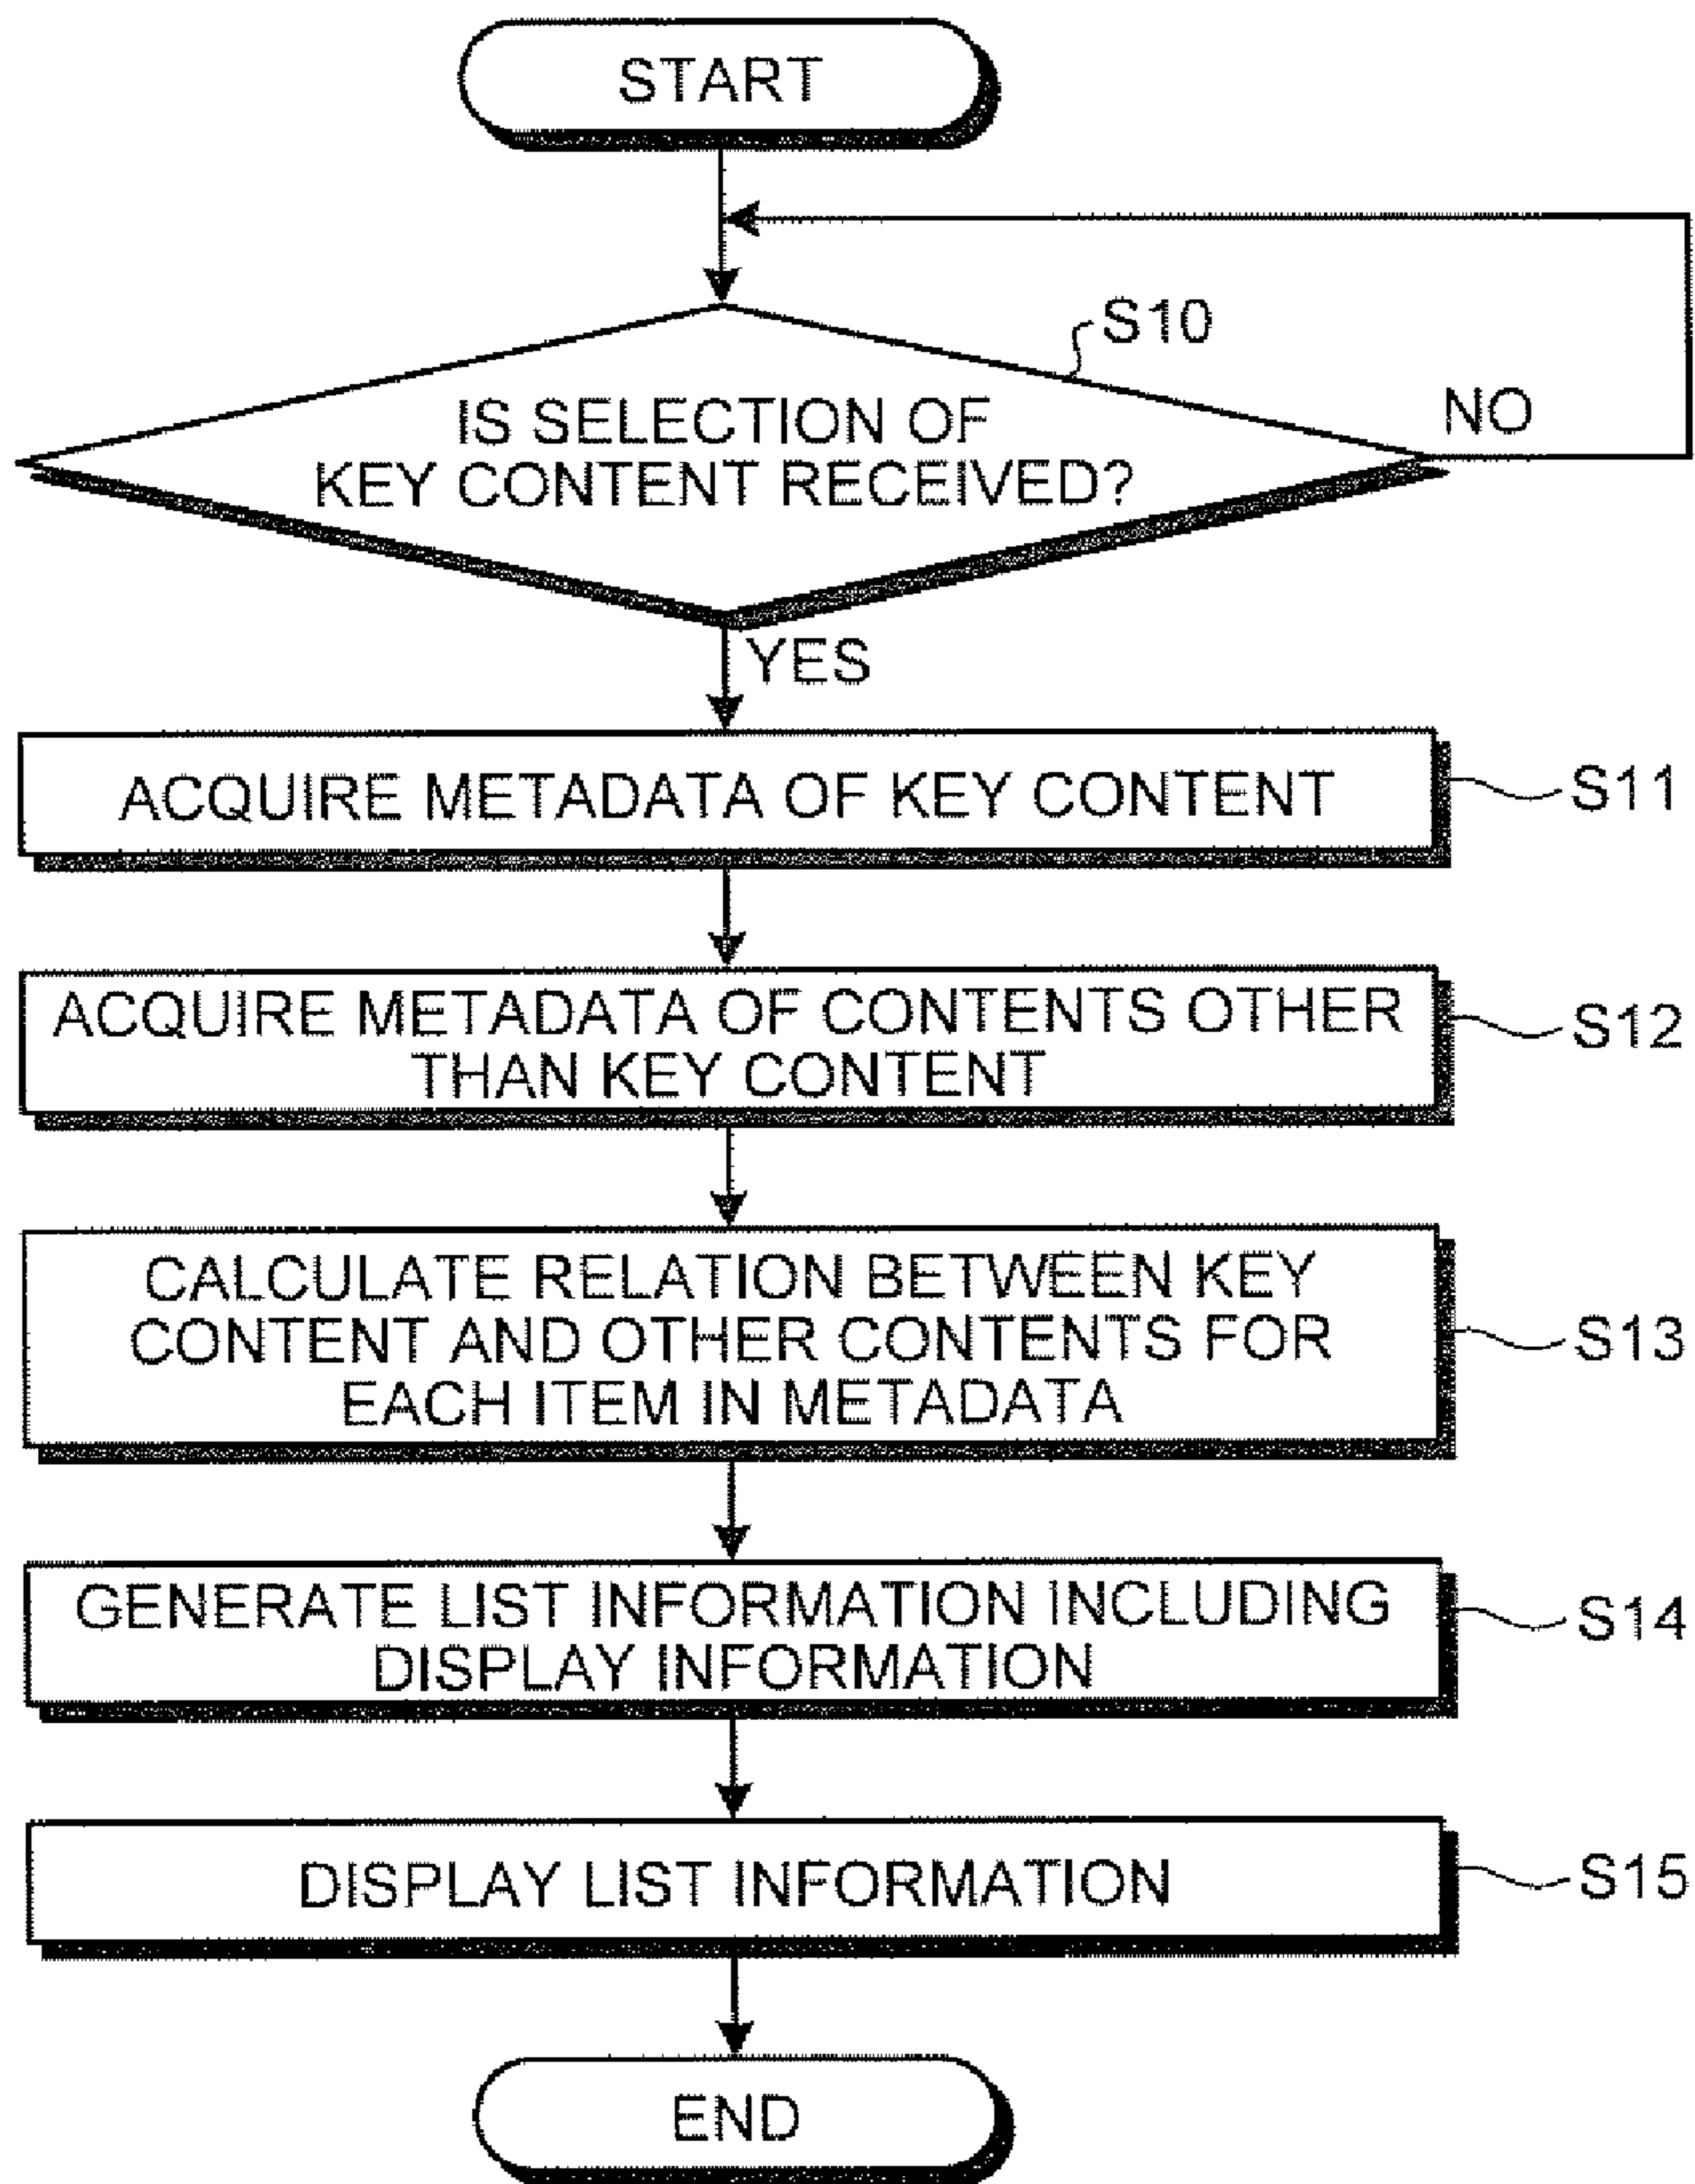 START
S10
IS SELECTION OF
KEY CONTENT RECEIVED?
NO
YES
ACQUIRE METADATA OF KEY CONTENT
S11
ACQUIRE METADATA OF CONTENTS OTHER
THAN KEY CONTENT
S12
CALCULATE RELATION BETWEEN KEY
CONTENT AND OTHER CONTENTS FOR
EACH ITEM IN METADATA
S13
GENERATE LIST INFORMATION INCLUDING
DISPLAY INFORMATION
S14
DISPLAY LIST INFORMATION
S15
END